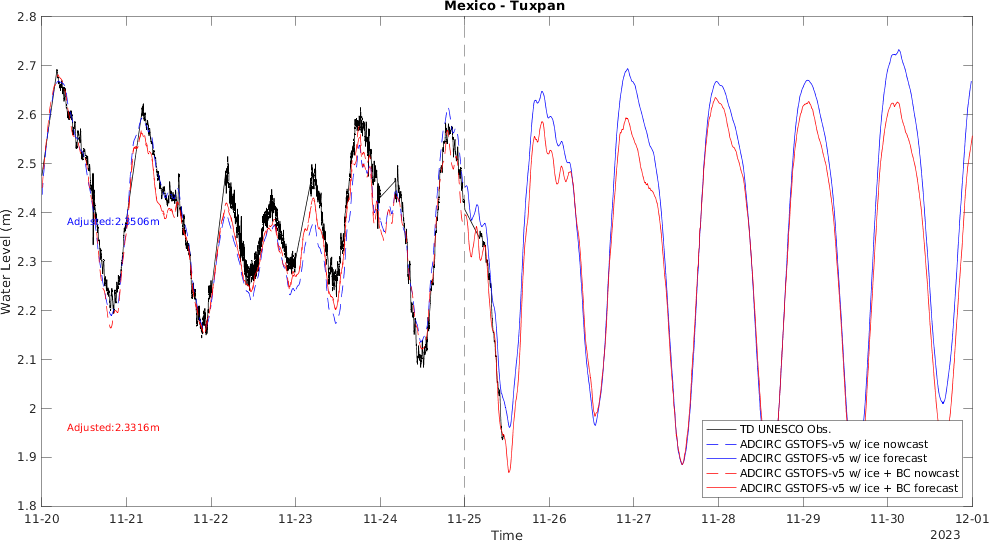 Mexico - Tuxpan
Water Level (m)
2.8
2.7
2.6
2.5
2.4
2.3
2.2
2.1
2
1.9
1.8
Adjusted:2.3506m
Adjusted:2.3316m
TD UNESCO Obs.
ADCIRC GSTOFS-v5 w/ ice nowcast
ADCIRC GSTOFS-v5 w/ ice forecast
ADCIRC GSTOFS-v5 w/ ice + BC nowcast
ADCIRC GSTOFS-v5 w/ ice + BC forecast
11-20 11-21 11-22 11-23 11-24 11-25 11-26 11-27 11-28 11-29 11-30 12-01
Time
2023